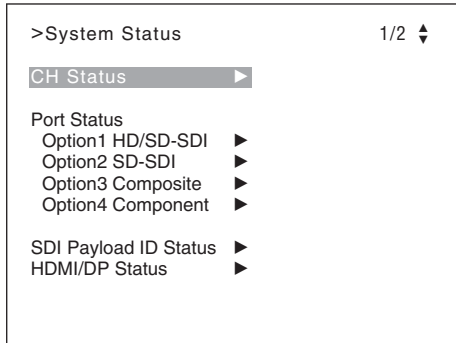 >System Status 1/2
CH Status
Port Status
Option1 HD/SD-SDI
Option2 SD-SDI
Option3 Composite
Option4 Component
SDI Payload ID Status
HDMI/DP Status